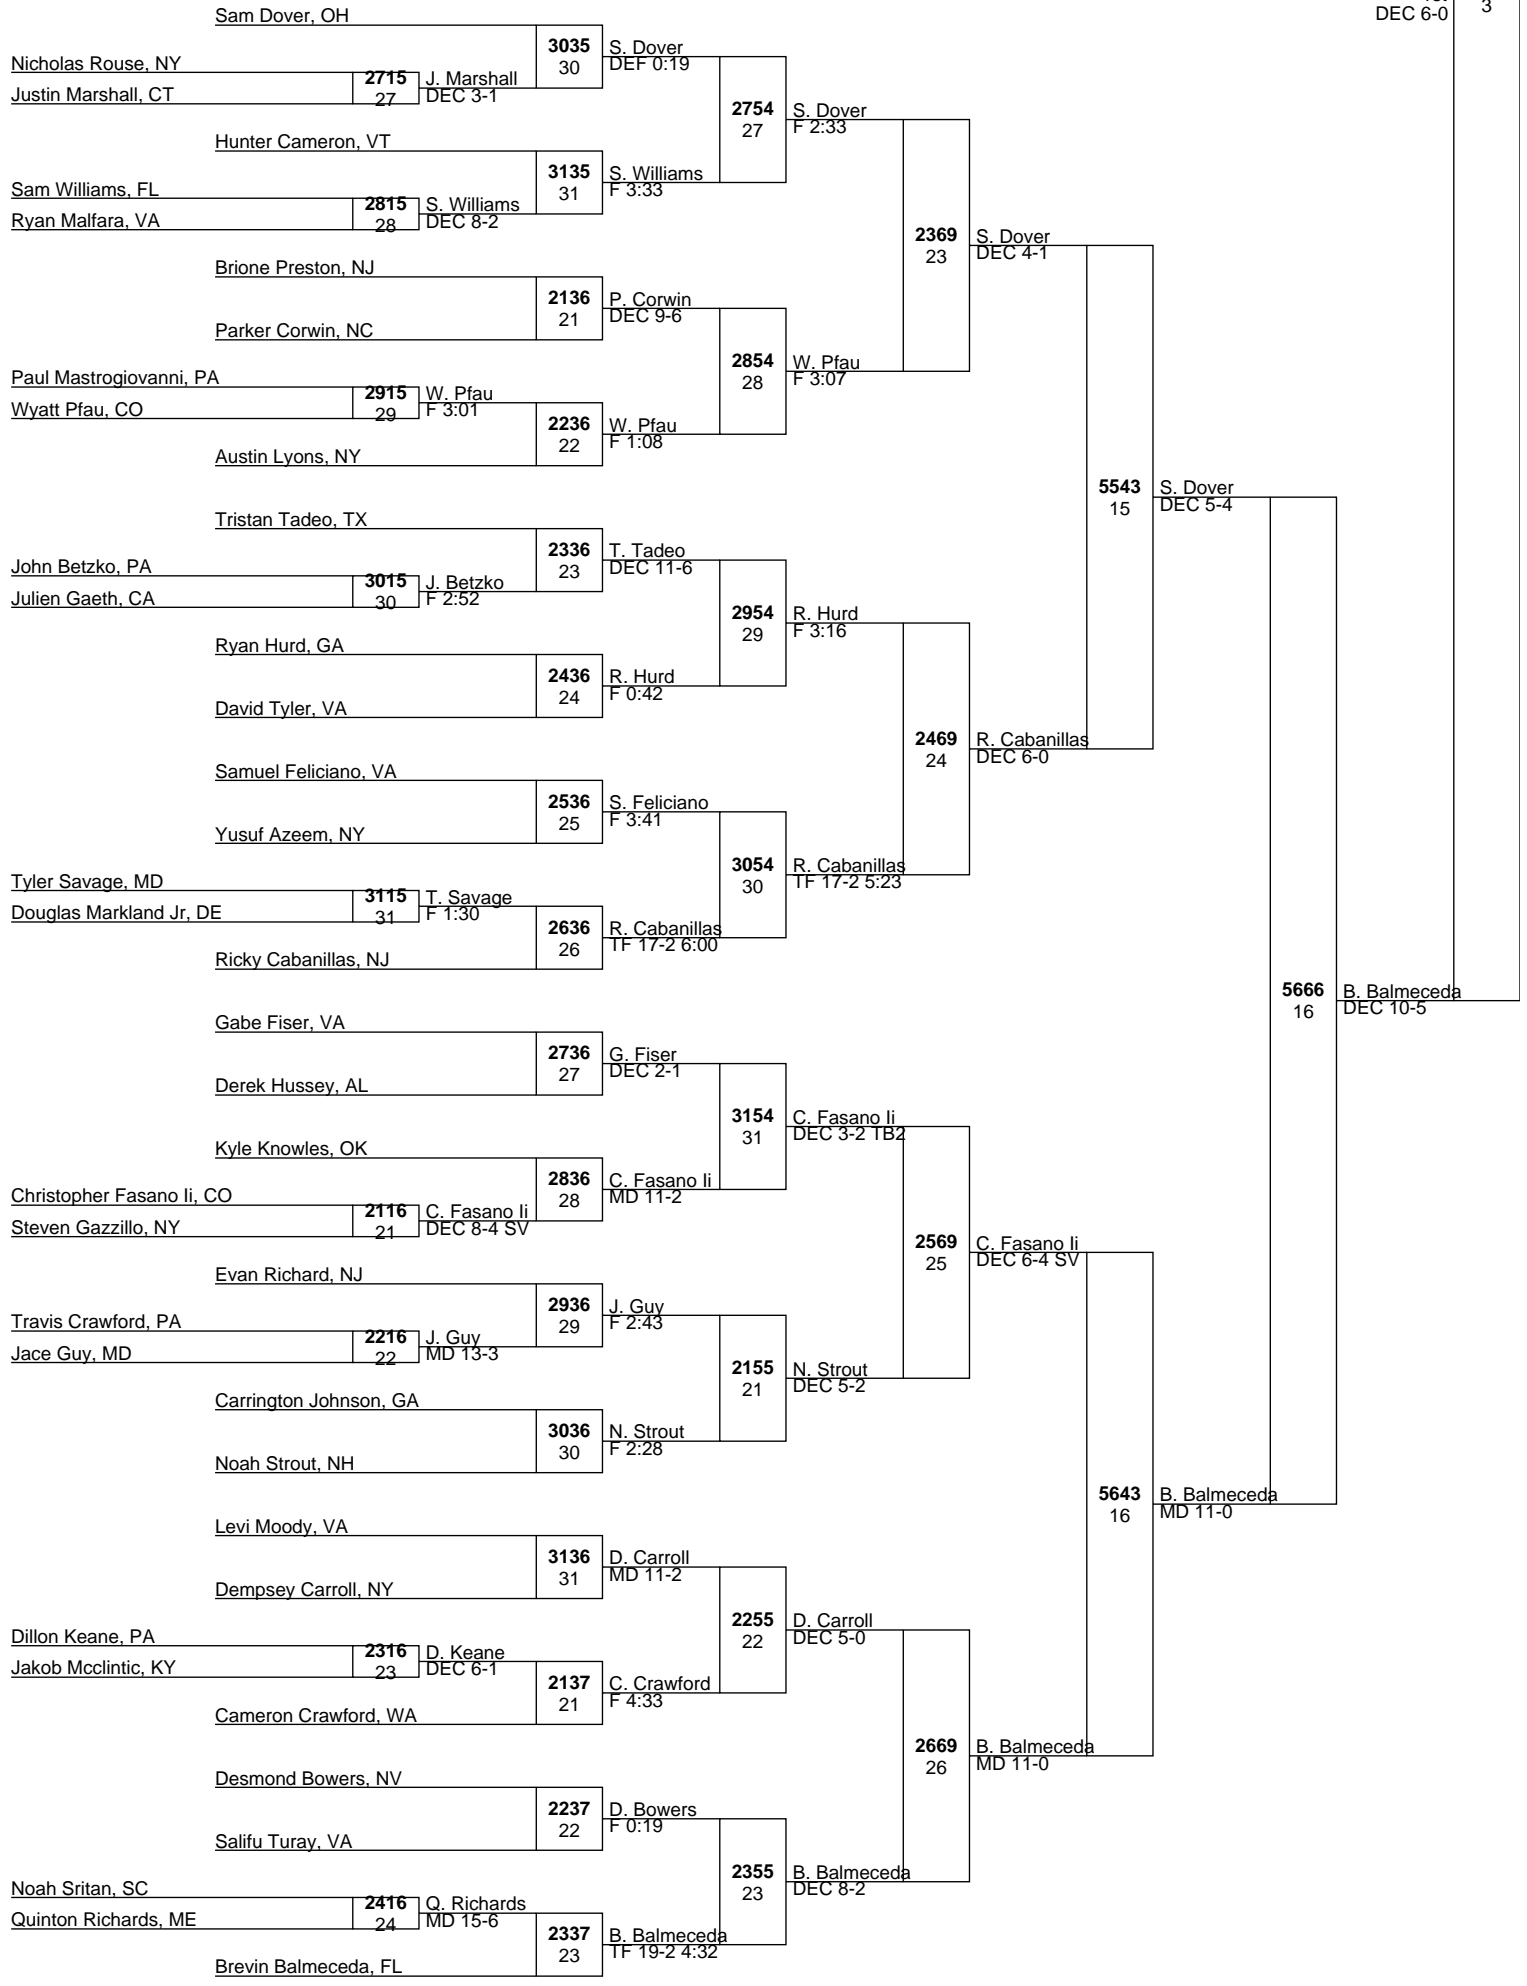 DEC 6-0
3
Sam Dover, OH
3035
30
S. Dover
DEF 0:19
Nicholas Rouse, NY
Justin Marshall, CT
2715
27
J. Marshall
DEC 3-1
2754
27
S. Dover
F 2:33
Hunter Cameron, VT
3135
31
S. Williams
F 3:33
Sam Williams, FL
Ryan Malfara, VA
2815
28
S. Williams
DEC 8-2
2369
23
S. Dover
DEC 4-1
Brione Preston, NJ
2136
21
P. Corwin
DEC 9-6
Parker Corwin, NC
2854
28
W. Pfau
F 3:07
Paul Mastrogiovanni, PA
Wyatt Pfau, CO
2915
29
W. Pfau
F 3:01
2236
22
W. Pfau
F 1:08
Austin Lyons, NY
5543
15
S. Dover
DEC 5-4
Tristan Tadeo, TX
2336
23
T. Tadeo
DEC 11-6
John Betzko, PA
Julien Gaeth, CA
3015
30
J. Betzko
F 2:52
2954
29
R. Hurd
F 3:16
Ryan Hurd, GA
2436
24
R. Hurd
F 0:42
David Tyler, VA
2469
24
R. Cabanillas
DEC 6-0
Samuel Feliciano, VA
2536
25
S. Feliciano
F 3:41
Yusuf Azeem, NY
3054
30
R. Cabanillas
TF 17-2 5:23
Tyler Savage, MD
Douglas Markland Jr, DE
3115
31
T. Savage
F 1:30
2636
26
R. Cabanillas
TF 17-2 6:00
Ricky Cabanillas, NJ
5666
16
B. Balmeceda
DEC 10-5
Gabe Fiser, VA
2736
27
G. Fiser
DEC 2-1
Derek Hussey, AL
3154
31
C. Fasano Ii
DEC 3-2 TB2
Kyle Knowles, OK
2836
28
C. Fasano Ii
MD 11-2
Christopher Fasano Ii, CO
Steven Gazzillo, NY
2116
21
C. Fasano Ii
DEC 8-4 SV
2569
25
C. Fasano Ii
DEC 6-4 SV
Evan Richard, NJ
2936
29
J. Guy
F 2:43
Travis Crawford, PA
Jace Guy, MD
2216
22
J. Guy
MD 13-3
2155
21
N. Strout
DEC 5-2
Carrington Johnson, GA
3036
30
N. Strout
F 2:28
Noah Strout, NH
5643
16
B. Balmeceda
MD 11-0
Levi Moody, VA
3136
31
D. Carroll
MD 11-2
Dempsey Carroll, NY
2255
22
D. Carroll
DEC 5-0
Dillon Keane, PA
Jakob Mcclintic, KY
2316
23
D. Keane
DEC 6-1
2137
21
C. Crawford
F 4:33
Cameron Crawford, WA
2669
26
B. Balmeceda
MD 11-0
Desmond Bowers, NV
2237
22
D. Bowers
F 0:19
Salifu Turay, VA
2355
23
B. Balmeceda
DEC 8-2
Noah Sritan, SC
Quinton Richards, ME
2416
24
Q. Richards
MD 15-6
2337
23
B. Balmeceda
TF 19-2 4:32
Brevin Balmeceda, FL